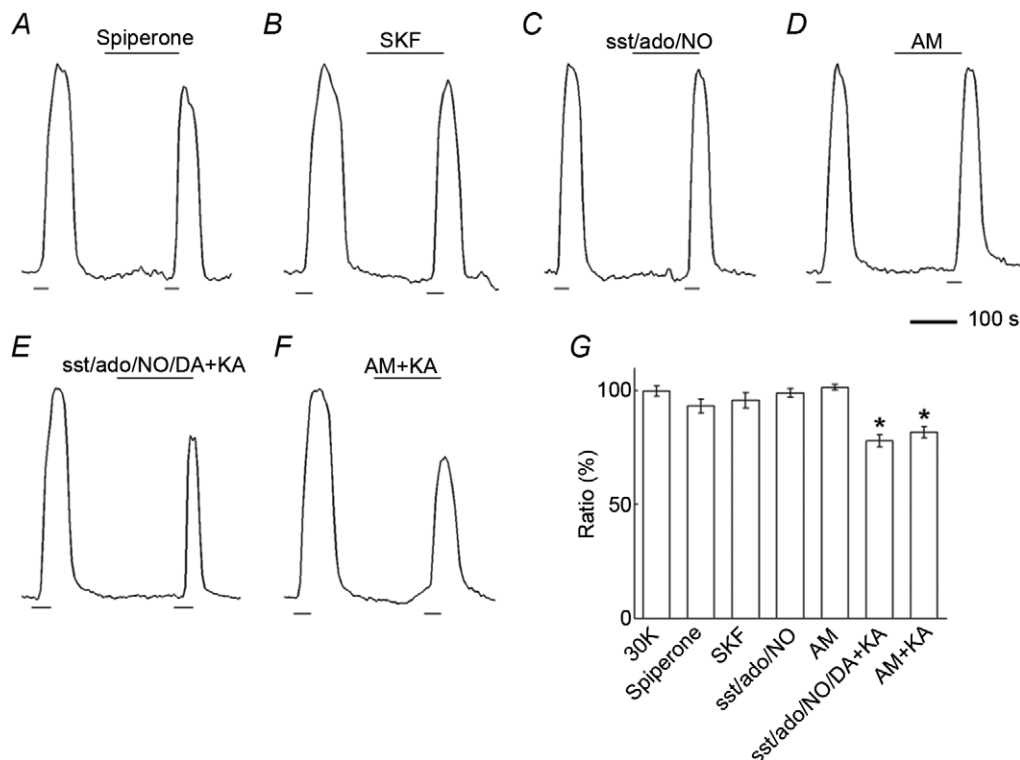 A
Spiperone
B
SKF
C
sst/ado/NO
D
AM
100 s
E
sst/ado/NO/DA+KA
F
AM+KA
G
Ratio (%)
100
50
0
*
*
30K
Spiperone
SKF
sst/ado/NO
AM
sst/ado/NO/DA+KA
AM+KA